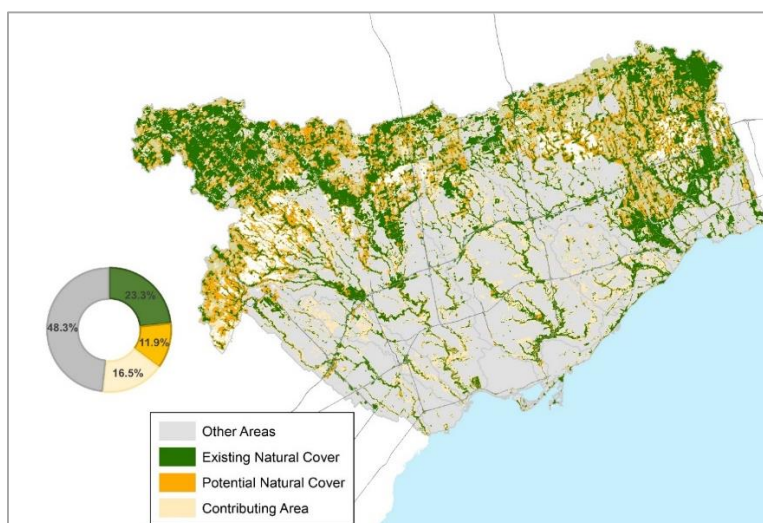 23.3%
48.3%
11.9%
16.5%
Other Areas
Existing Natural Cover
Potential Natural Cover
Contributing Area